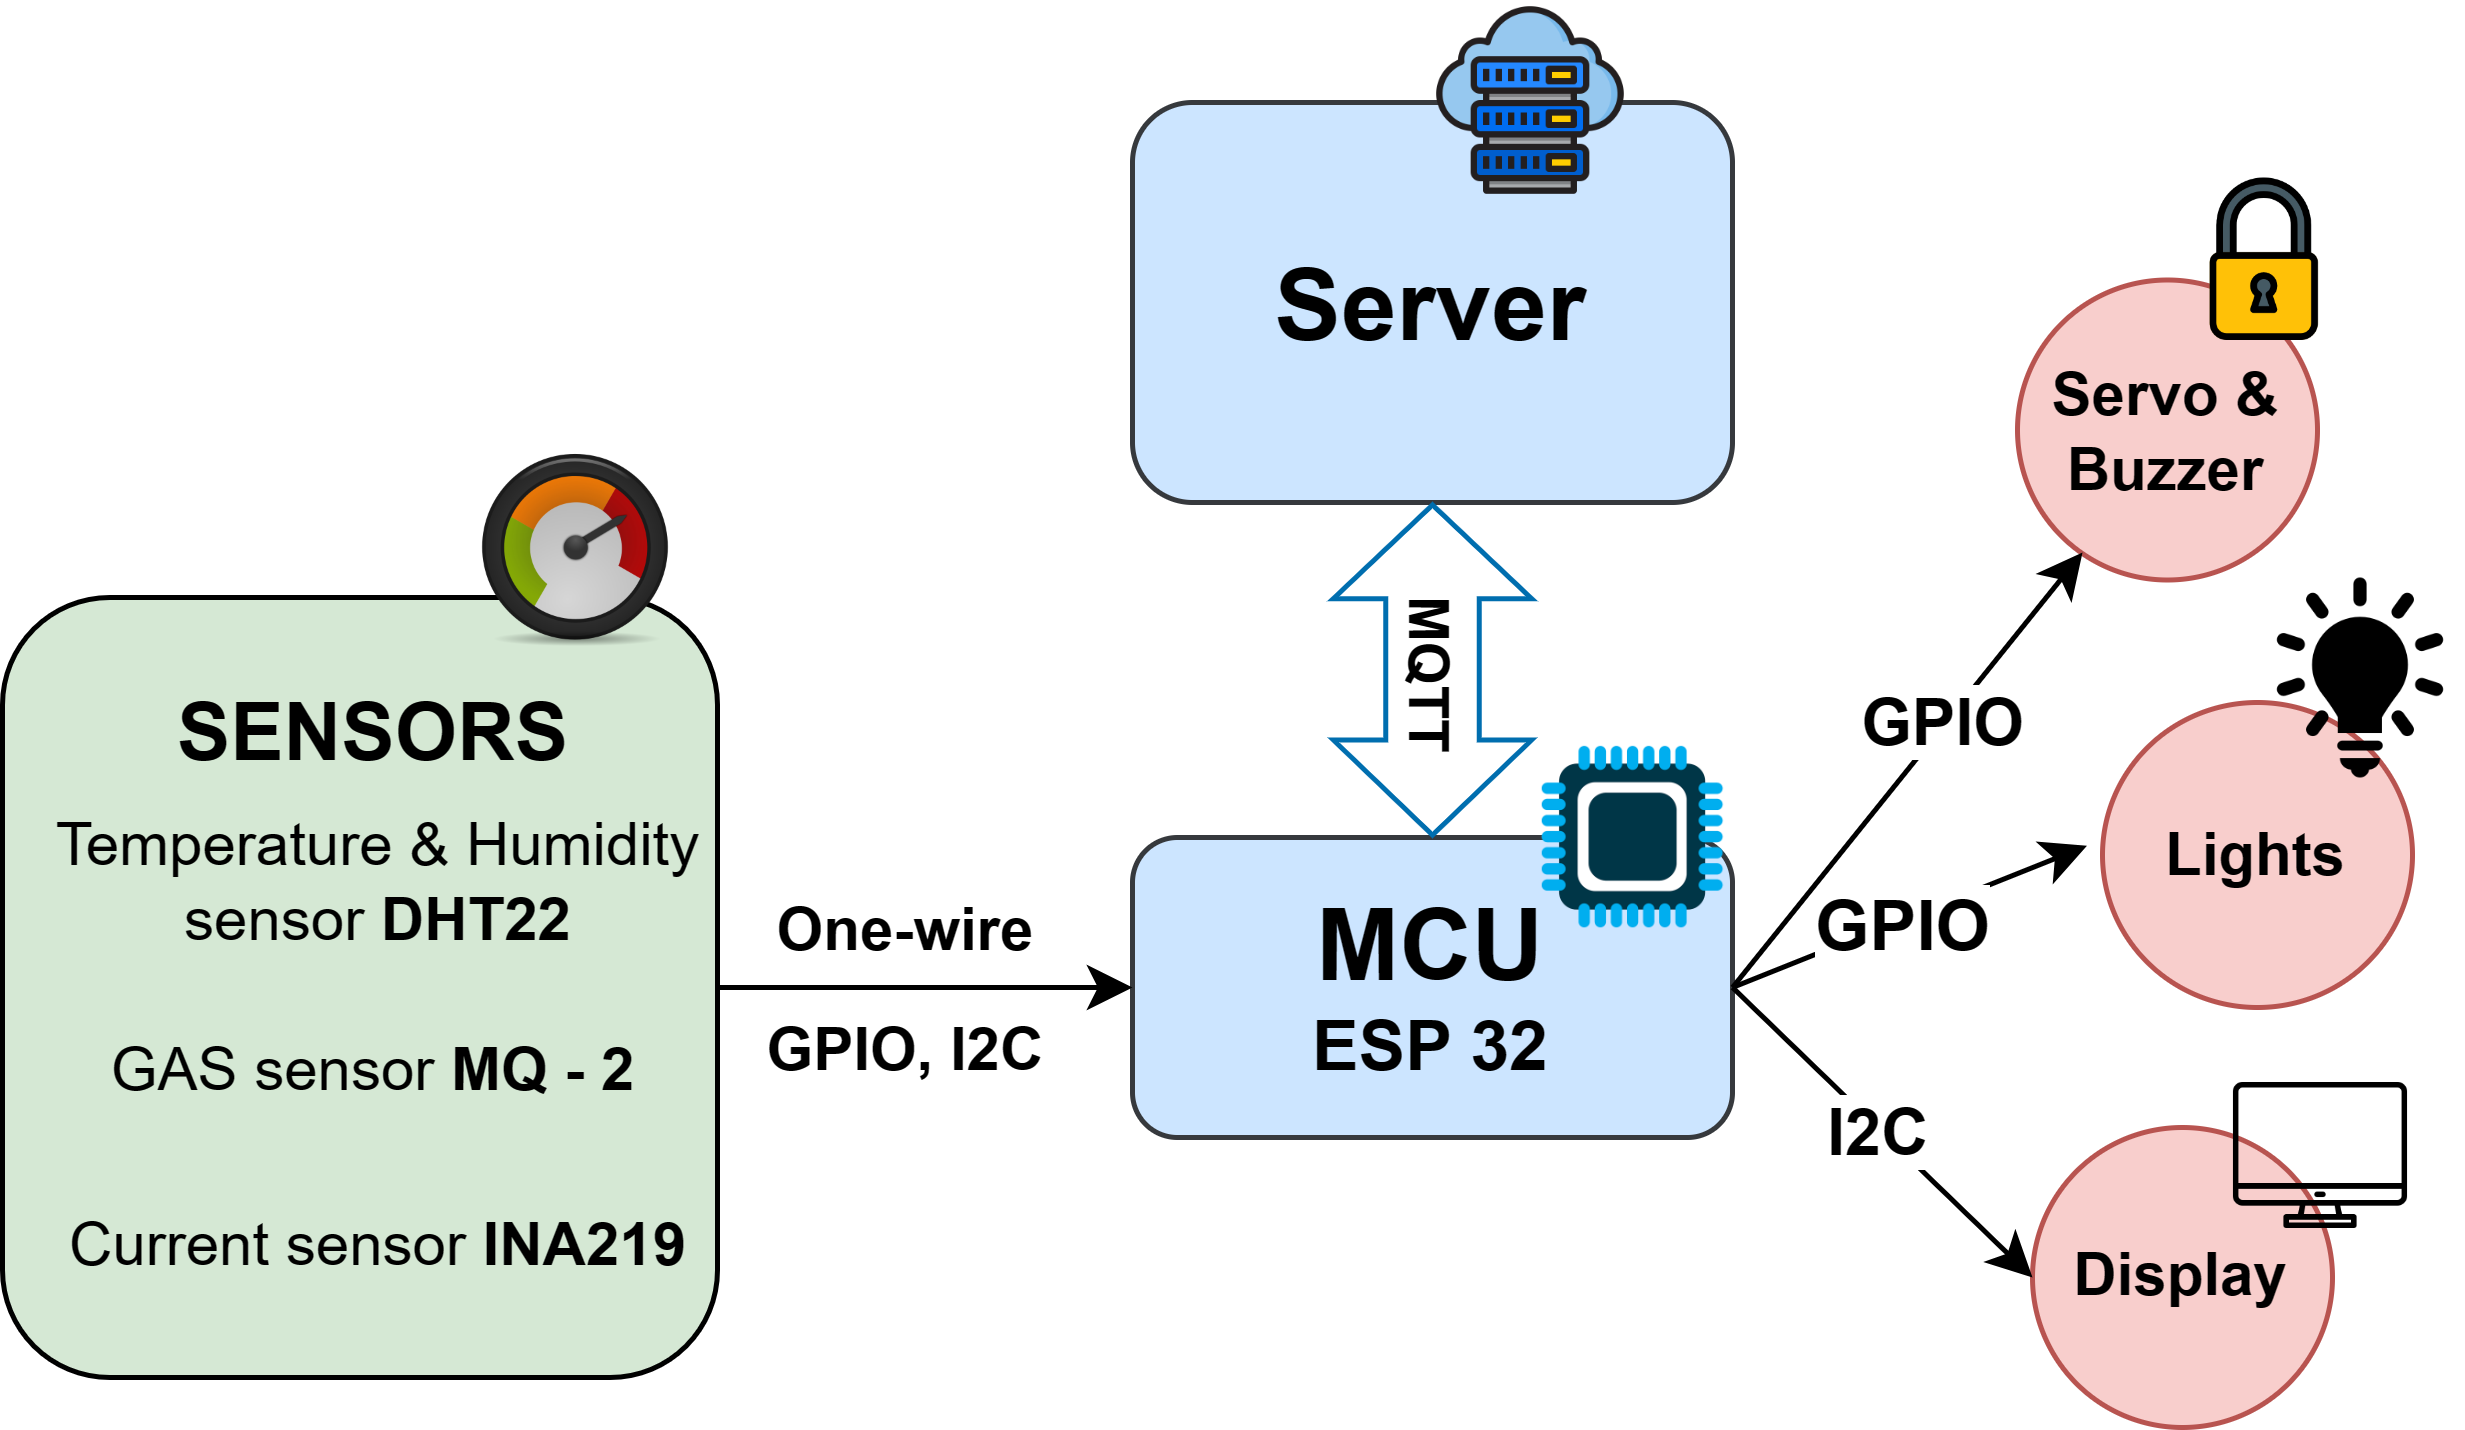 Server
MQTT
SENSORS
Temperature & Humidity
sensor DHT22
GAS sensor MQ - 2
Current sensor INA219
One-wire
GPIO, I2C
MCU
ESP 32
GPIO
GPIO
I2C
Servo &
Buzzer
Lights
Display